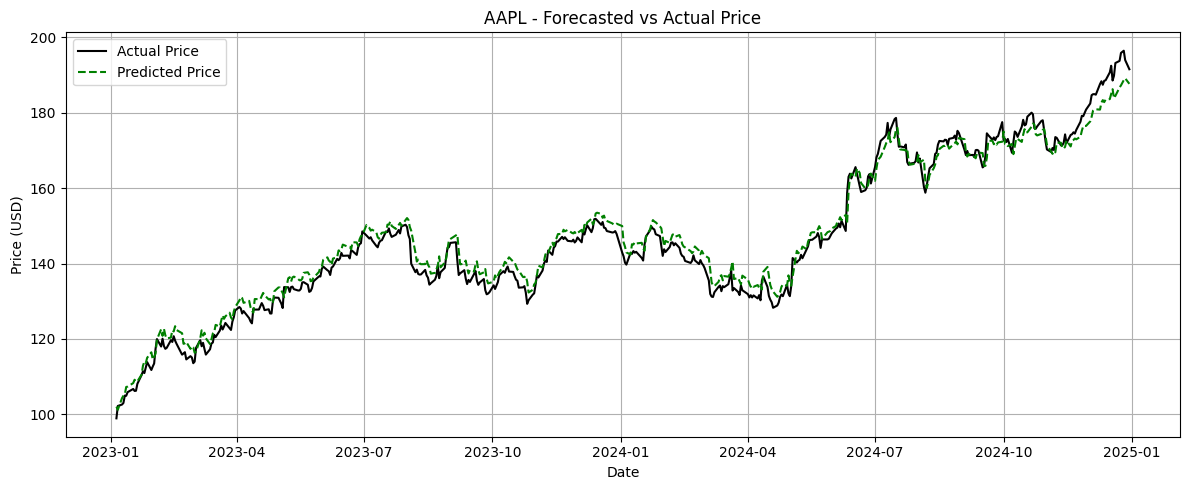 AAPL - Forecasted vs Actual Price
Actual Price
Predicted Price
Price (USD)
200
180
160
140
120
100
2023-01 2023-04 2023-07 2023-10 2024-01 2024-04 2024-07 2024-10 2025-01
Date